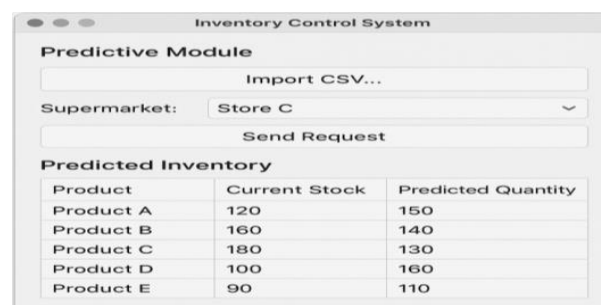 Inventory Control System
Predictive Module
Import CSV...
Supermarket: Store C
Send Request
Predicted Inventory
Product Current Stock Predicted Quantity
Product A 120 150
Product B 160 140
Product C 180 130
Product D 100 160
Product E 90 110